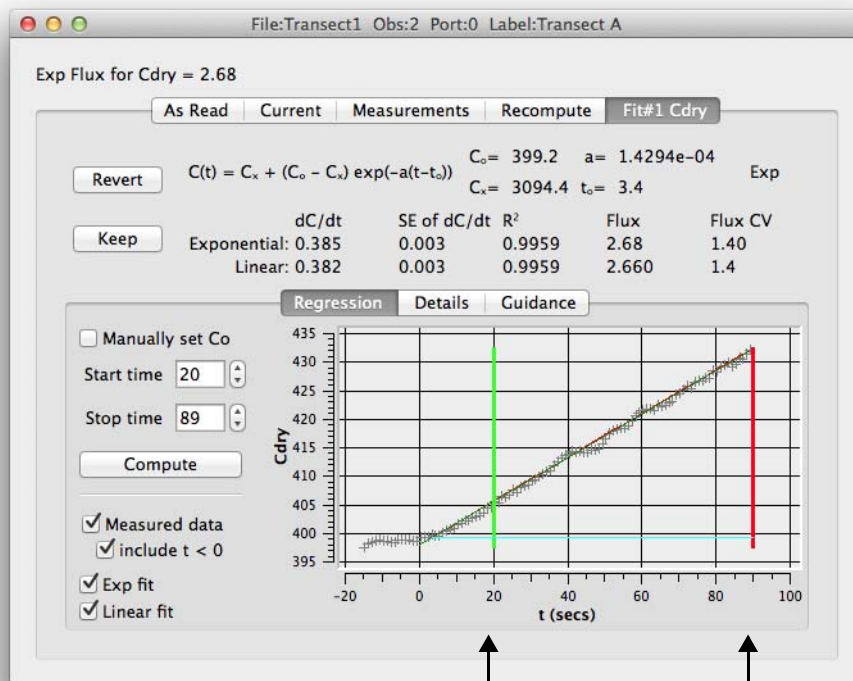 File:Transect1 Obs:2 Port:0 Label:Transect A
Exp Flux for Cdry = 2.68
As Read Current Measurements Recompute Fit#1 Cdry
Revert
C(t) = Cₓ + (Cₒ – Cₓ) exp(-a(t-tₒ))
Cₒ= 399.2 a= 1.4294e-04
Cₓ= 3094.4 tₒ= 3.4
Exp
Keep
dC/dt SE of dC/dt R² Flux Flux CV
Exponential: 0.385 0.003 0.9959 2.68 1.40
Linear: 0.382 0.003 0.9959 2.660 1.4
Regression Details Guidance
Manually set Co
Start time 20
Stop time 89
Compute
Measured data
include t < 0
Exp fit
Linear fit
Cdry
435
430
425
420
415
410
405
400
395
-20 0 20 40 60 80 100
t (secs)